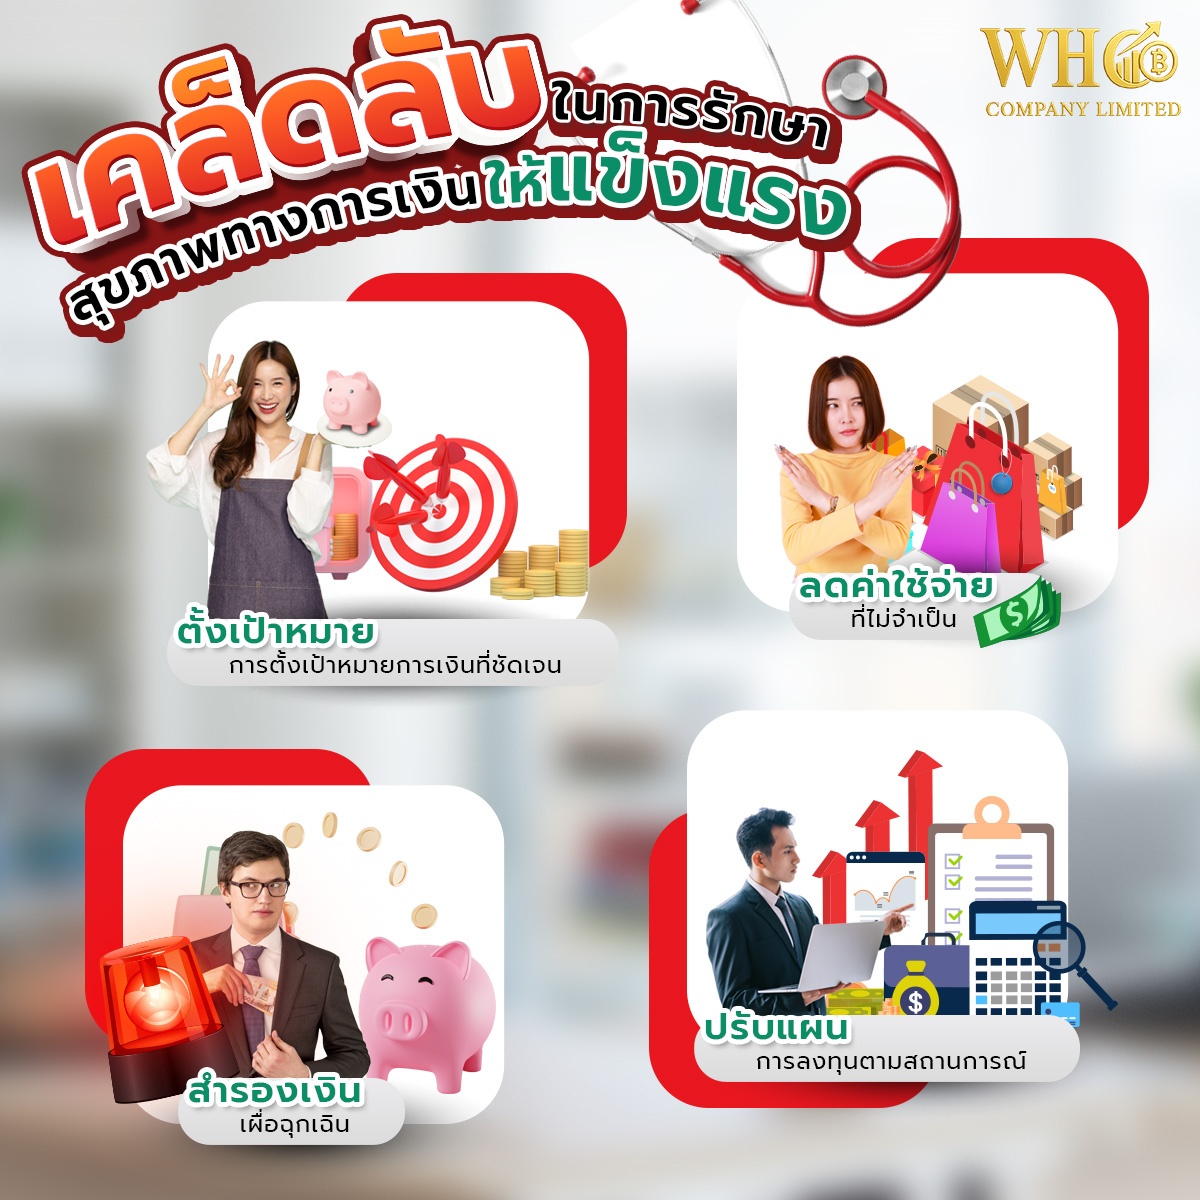 เคล็ดลับ ในการรักษา
สุขภาพทางการเงิน ให้แข็งแรง
WHO
COMPANY LIMITED
ตั้งเป้าหมาย
การตั้งเป้าหมายการเงินที่ชัดเจน
ลดค่าใช้จ่าย
ที่ไม่จำเป็น
สำรองเงิน
เผื่อฉุกเฉิน
ปรับแผน
การลงทุนตามสถานการณ์